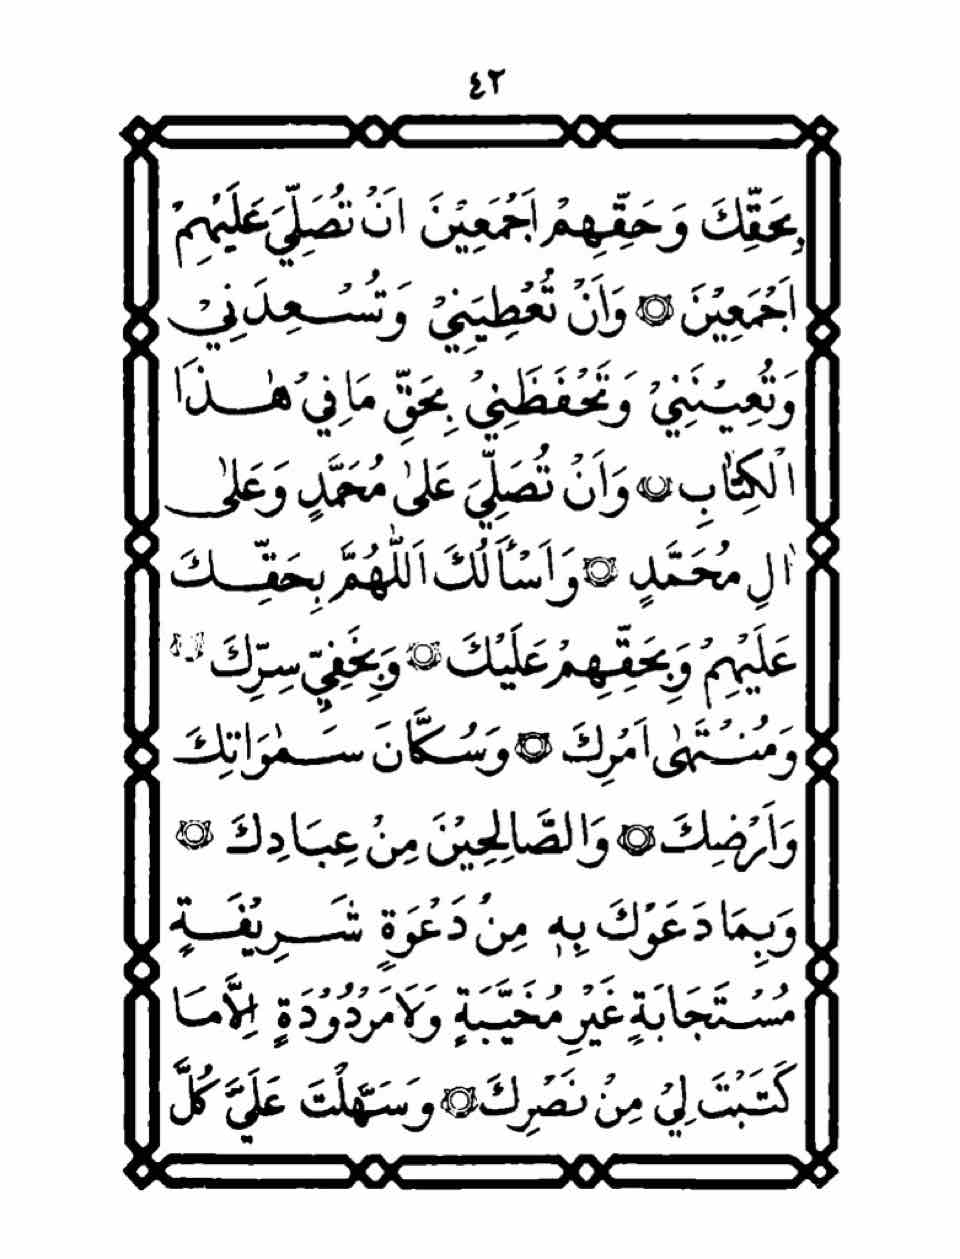 ٤٢
بِحَقِّكَ وَحَقِّهِمْ اَجْمَعِيْنَ اَنْ تُصَلِّيَ عَلَيْهِمْ
اَجْمَعِيْنَ ۝ وَاَنْ تُعْطِيَنِيْ وَتُسْعِدَنِيْ
وَتُعِيْنَنِيْ وَتَحْفَظَنِيْ بِحَقِّ مَا فِيْ هٰذَا
الْكِتَابِ ۝ وَاَنْ تُصَلِّيَ عَلٰى مُحَمَّدٍ وَعَلٰى
اٰلِ مُحَمَّدٍ ۝ وَاَسْأَلُكَ اَللّٰهُمَّ بِحَقِّكَ
عَلَيْهِمْ وَبِحَقِّهِمْ عَلَيْكَ ۝ وَبِخَفِيِّ سِرِّكَ ۝
وَمُنْتَهٰى اَمْرِكَ ۝ وَسُكَّانَ سَمٰوَاتِكَ
وَاَرْضِكَ ۝ وَالصَّالِحِيْنَ مِنْ عِبَادِكَ ۝
وَبِمَا دَعَوْكَ بِهٖ مِنْ دَعْوَةٍ شَرِيْفَةٍ
مُسْتَجَابَةٍ غَيْرِ مُخَيَّبَةٍ وَلَا مَرْدُوْدَةٍ اِلَّا مَا
كَتَبْتَ لِيْ مِنْ نَصْرِكَ ۝ وَسَهَّلْتَ عَلَيَّ كُلَّ